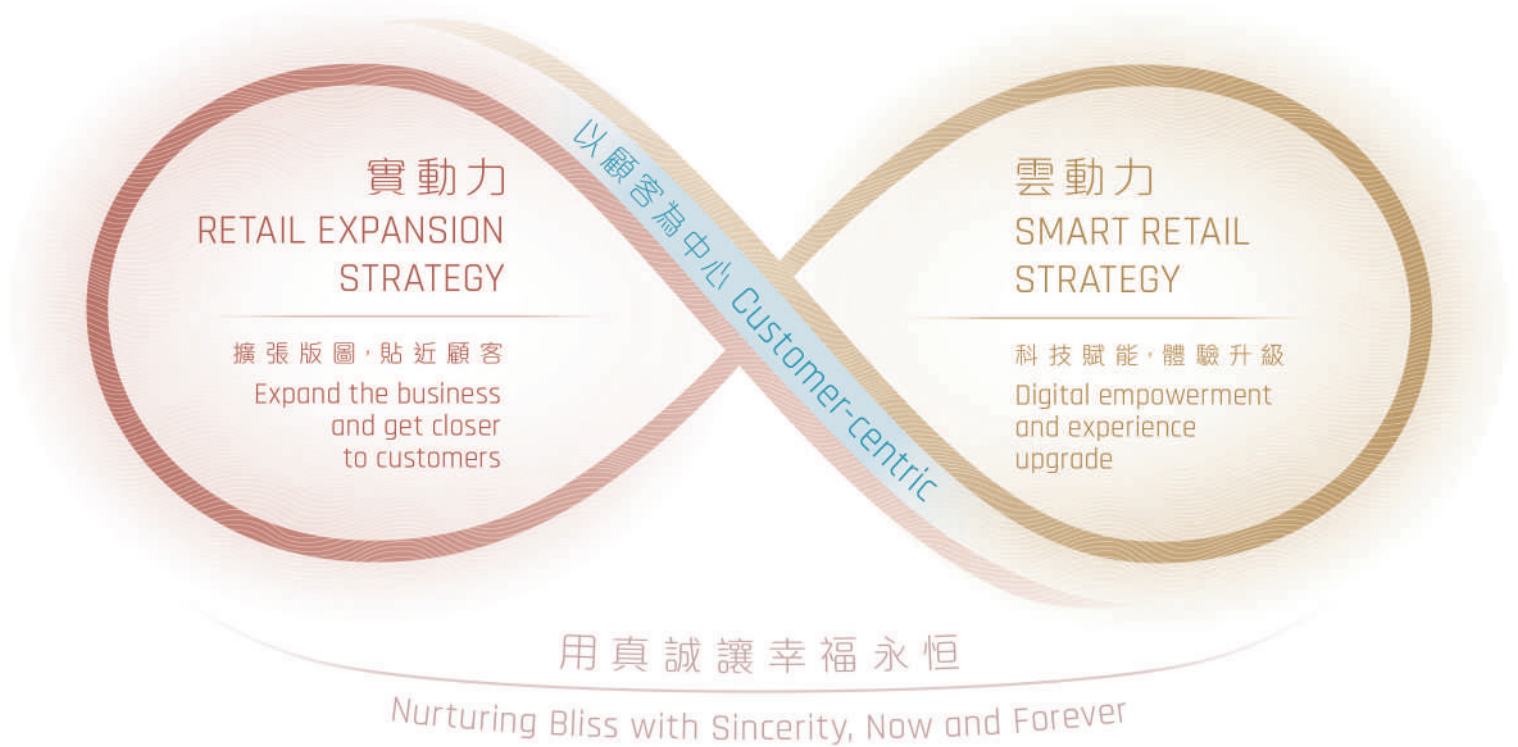 實動力
RETAIL EXPANSION
STRATEGY
擴張版圖，貼近顧客
Expand the business
and get closer
to customers
以顧客為中心 Customer-centric
雲動力
SMART RETAIL
STRATEGY
科技賦能，體驗升級
Digital empowerment
and experience
upgrade
用真誠讓幸福永恒
Nurturing Bliss with Sincerity, Now and Forever